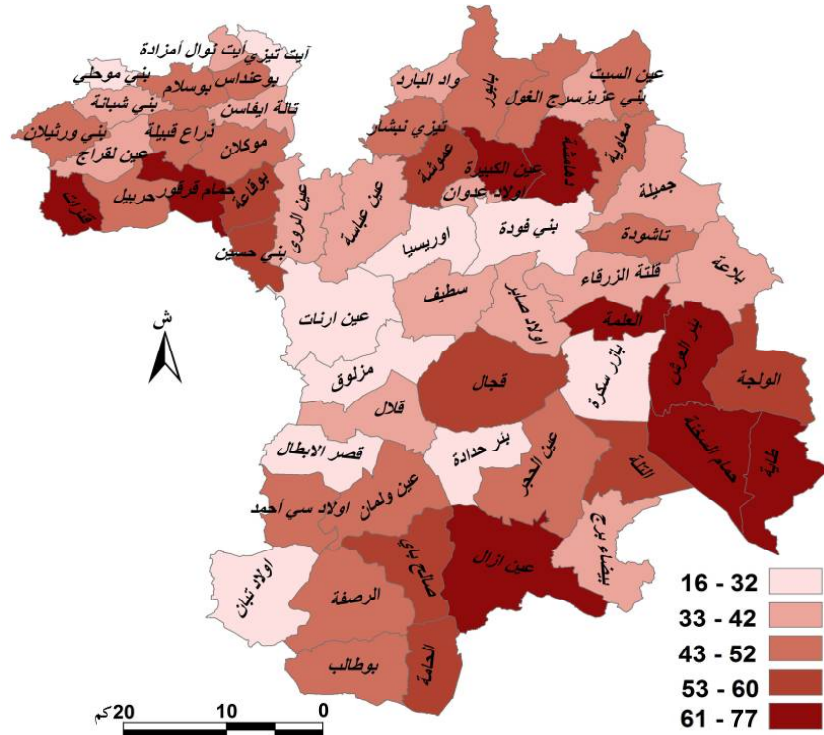 آيت تيزي
آيت نوال أمزادة
بني موحلي
بوسلام
بوعنداس
بني شبانة
تالة ايفاسن
بني ورثيلان
ذراع قبيلة
عين لقراج
موكلان
قنزات
حربيل
حمام قرقور
بوقاعة
بني حسين
عين الروى
عين عباسة
واد البارد
بابور
سرج الغول
عين السبت
بني عزيز
تيزي نبشار
عموشة
عين الكبيرة
دهامشة
معاوية
اولاد عدوان
جميلة
اوريسيا
بني فودة
تاشودة
قلتة الزرقاء
بلاعة
عين ارنات
سطيف
اولاد صابر
العلمة
بئر العرش
الولجة
مزلوق
قجال
بازر سكرة
قلال
قصر الابطال
بئر حدادة
عين الحجر
التلة
حمام السخنة
طاية
اولاد سي أحمد
عين ولمان
بيضاء برج
اولاد تبان
الرصفة
صالح باي
عين ازال
بوطالب
الحامة
ش
16 - 32
33 - 42
43 - 52
53 - 60
61 - 77
20 10 0
كم